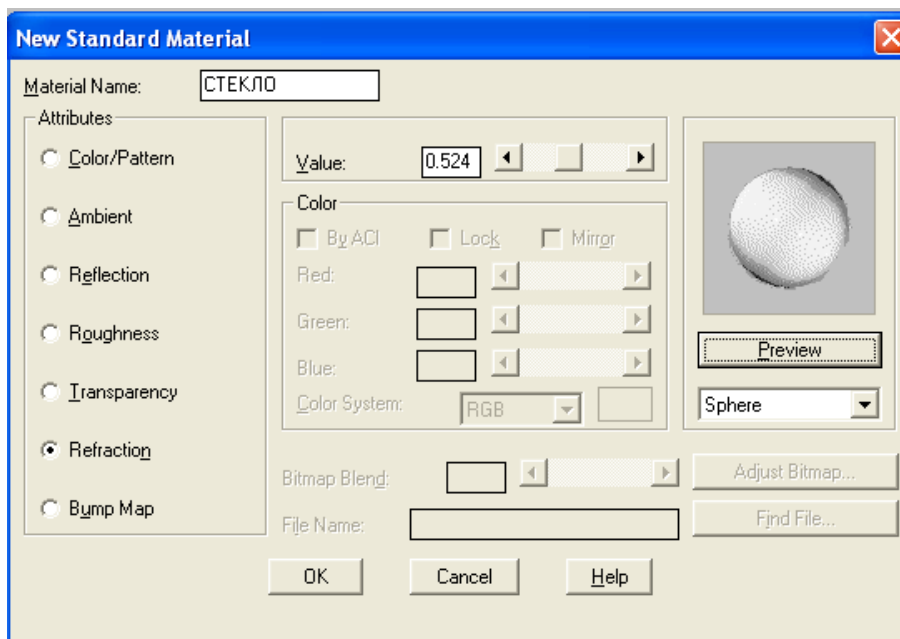 New Standard Material
Material Name: СТЕКЛО
Attributes
Color/Pattern
Ambient
Reflection
Roughness
Transparency
Refraction
Bump Map
Value: 0.524
Color
By ACI Lock Mirror
Red:
Green:
Blue:
Color System: RGB
Bitmap Blend:
File Name:
Preview
Sphere
Adjust Bitmap...
Find File...
OK Cancel Help